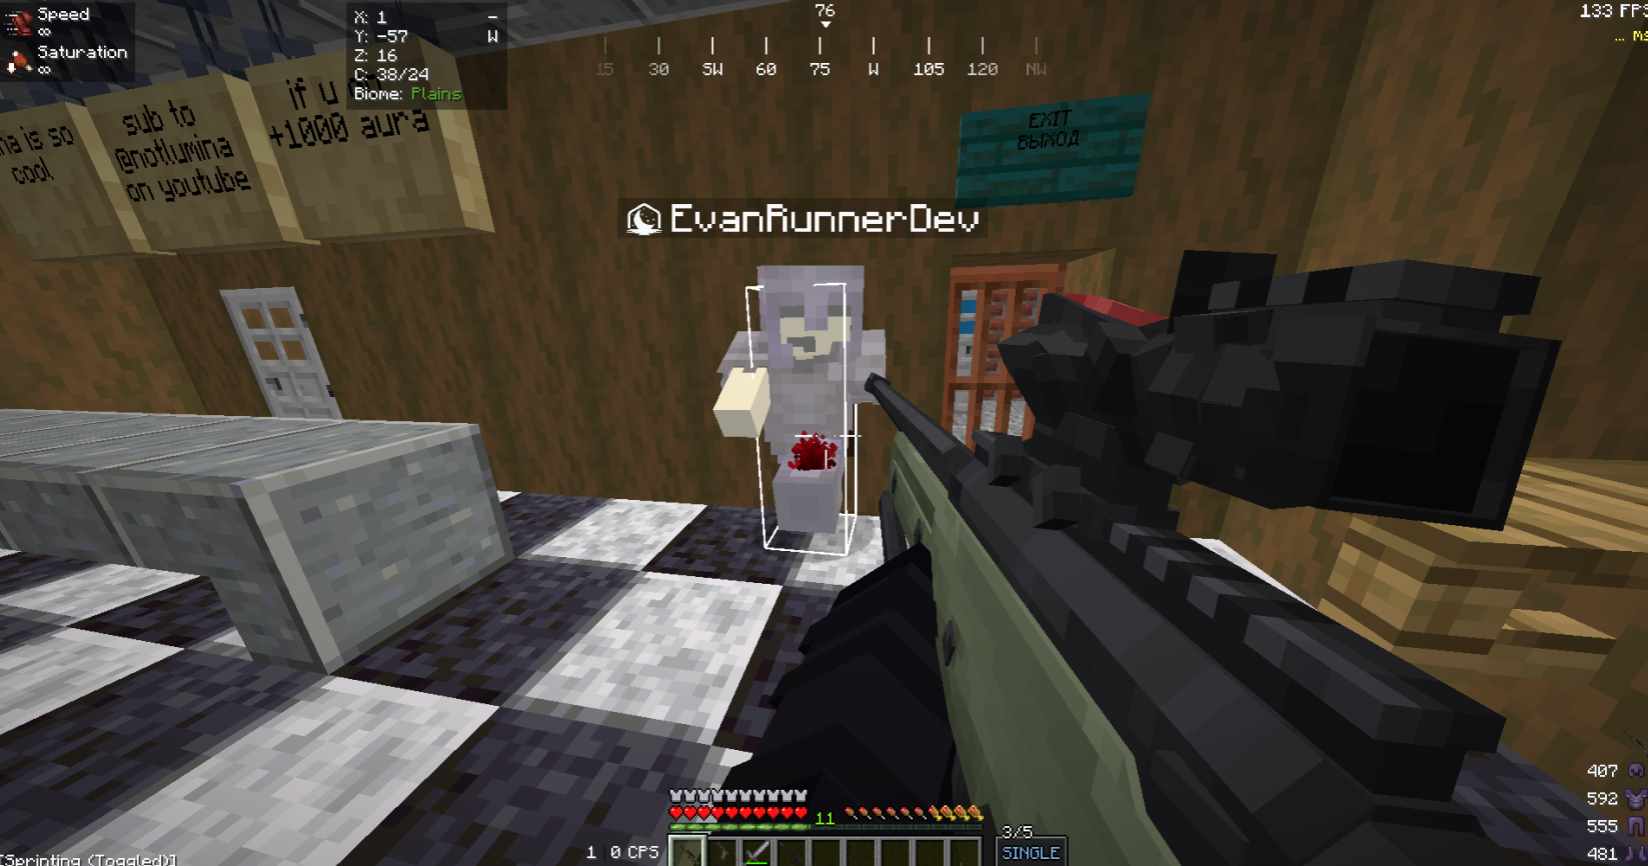 Speed
∞
Saturation
∞
X: 1
Y: -57
Z: 16
C: 38/24
Biome: Plains
-
W
76
15 30 SW 60 75 W 105 120 NW
133 FPS
... Ms
is so
cool
sub to
@notlumina
on youtube
if u
+1000 aura
EXIT
ВЫХОД
EvanRunnerDev
407
592
555
481
11
3/5
SINGLE
1 0 CPS
[Sprinting (Toggled)]